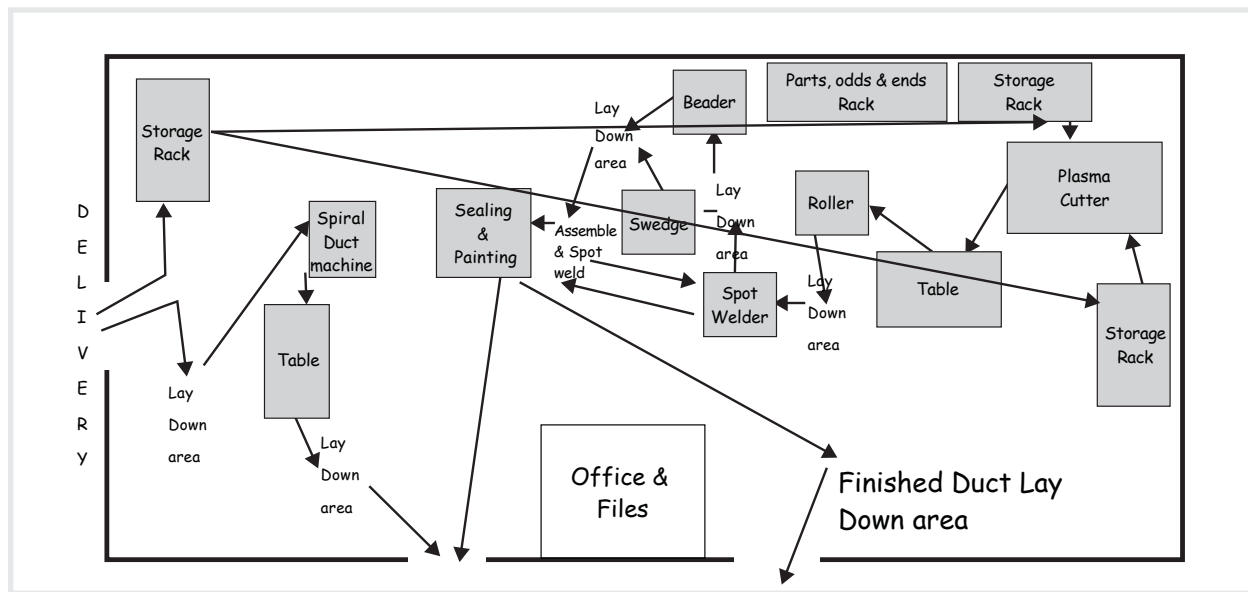 D
E
L
I
V
E
R
Y
Storage
Rack
Spiral
Duct
machine
Table
Lay
Down
area
Lay
Down
area
Sealing
&
Painting
Lay
Down
area
Assemble
& Spot
weld
Swedge
Beader
Lay
Down
area
Spot
Welder
Parts, odds & ends
Rack
Storage
Rack
Roller
Lay
Down
area
Plasma
Cutter
Table
Storage
Rack
Office &
Files
Finished Duct Lay
Down area